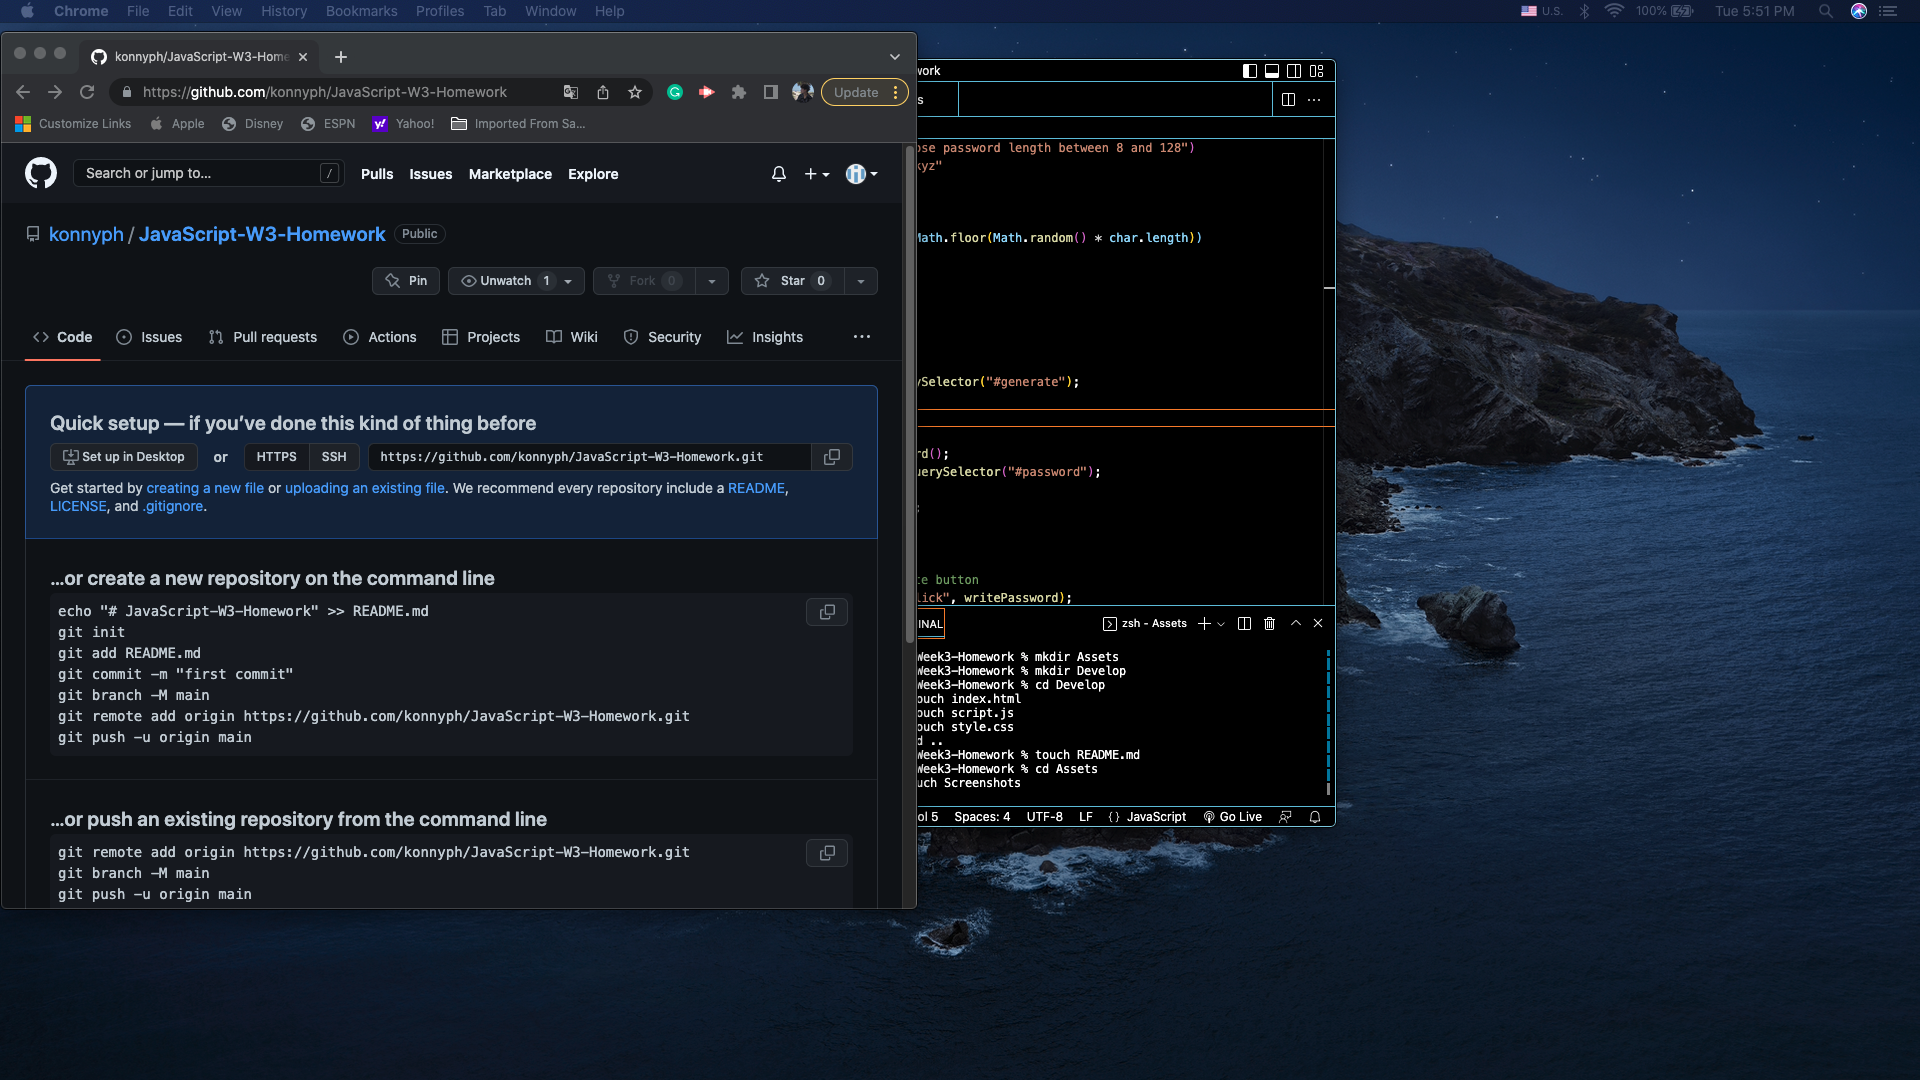 Chrome File Edit View History Bookmarks Profiles Tab Window Help
U.S. 100% Tue 5:51 PM
konnyph/JavaScript-W3-Home
https://github.com/konnyph/JavaScript-W3-Homework
Update
Customize Links Apple Disney ESPN Yahoo! Imported From Sa...
Search or jump to... /
Pulls Issues Marketplace Explore
konnyph / JavaScript-W3-Homework Public
Pin Unwatch 1 Fork 0 Star 0
Code Issues Pull requests Actions Projects Wiki Security Insights
Quick setup — if you've done this kind of thing before
Set up in Desktop or HTTPS SSH https://github.com/konnyph/JavaScript-W3-Homework.git
Get started by creating a new file or uploading an existing file. We recommend every repository include a README,
LICENSE, and .gitignore.
...or create a new repository on the command line
echo "# JavaScript-W3-Homework" >> README.md
git init
git add README.md
git commit -m "first commit"
git branch -M main
git remote add origin https://github.com/konnyph/JavaScript-W3-Homework.git
git push -u origin main
...or push an existing repository from the command line
git remote add origin https://github.com/konnyph/JavaScript-W3-Homework.git
git branch -M main
git push -u origin main
ork
s
ose password length between 8 and 128")
xyz"
Math.floor(Math.random() * char.length))
ySelector("#generate");
rd();
uerySelector("#password");
;
te button
lick", writePassword);
INAL zsh - Assets
Week3-Homework % mkdir Assets
Week3-Homework % mkdir Develop
Week3-Homework % cd Develop
ouch index.html
ouch script.js
ouch style.css
d ..
Week3-Homework % touch README.md
Week3-Homework % cd Assets
uch Screenshots
ol 5 Spaces: 4 UTF-8 LF {} JavaScript Go Live